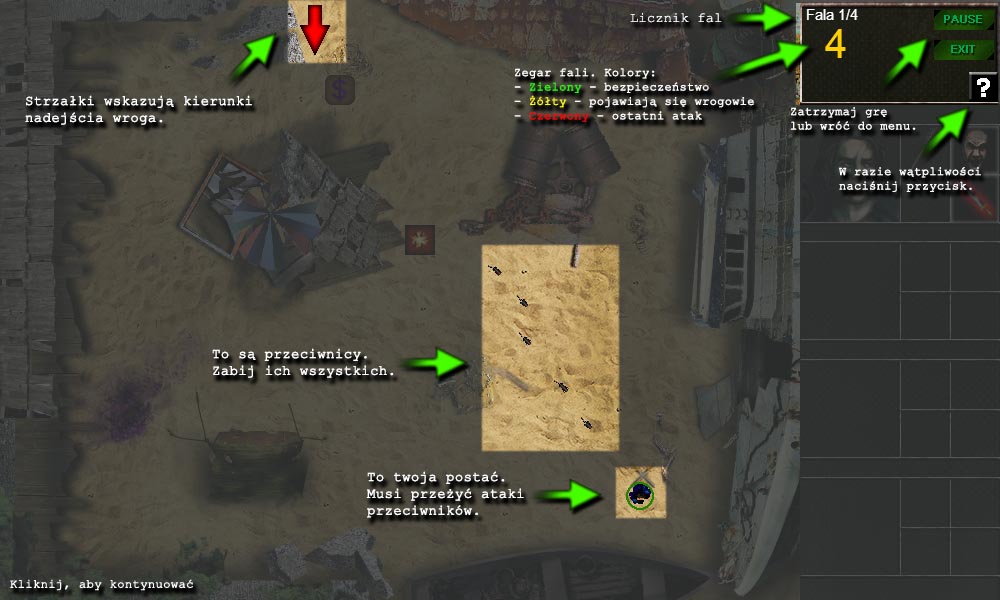 Licznik fal
Fala 1/4
4
PAUSE
EXIT
?
Strzałki wskazują kierunki
nadejścia wroga.
$
Zegar fali. Kolory:
- Zielony - bezpieczeństwo
- Żółty - pojawiają się wrogowie
- Czerwony - ostatni atak
Zatrzymaj grę
lub wróć do menu.
W razie wątpliwości
naciśnij przycisk.
To są przeciwnicy.
Zabij ich wszystkich.
To twoja postać.
Musi przeżyć ataki
przeciwników.
Kliknij, aby kontynuować